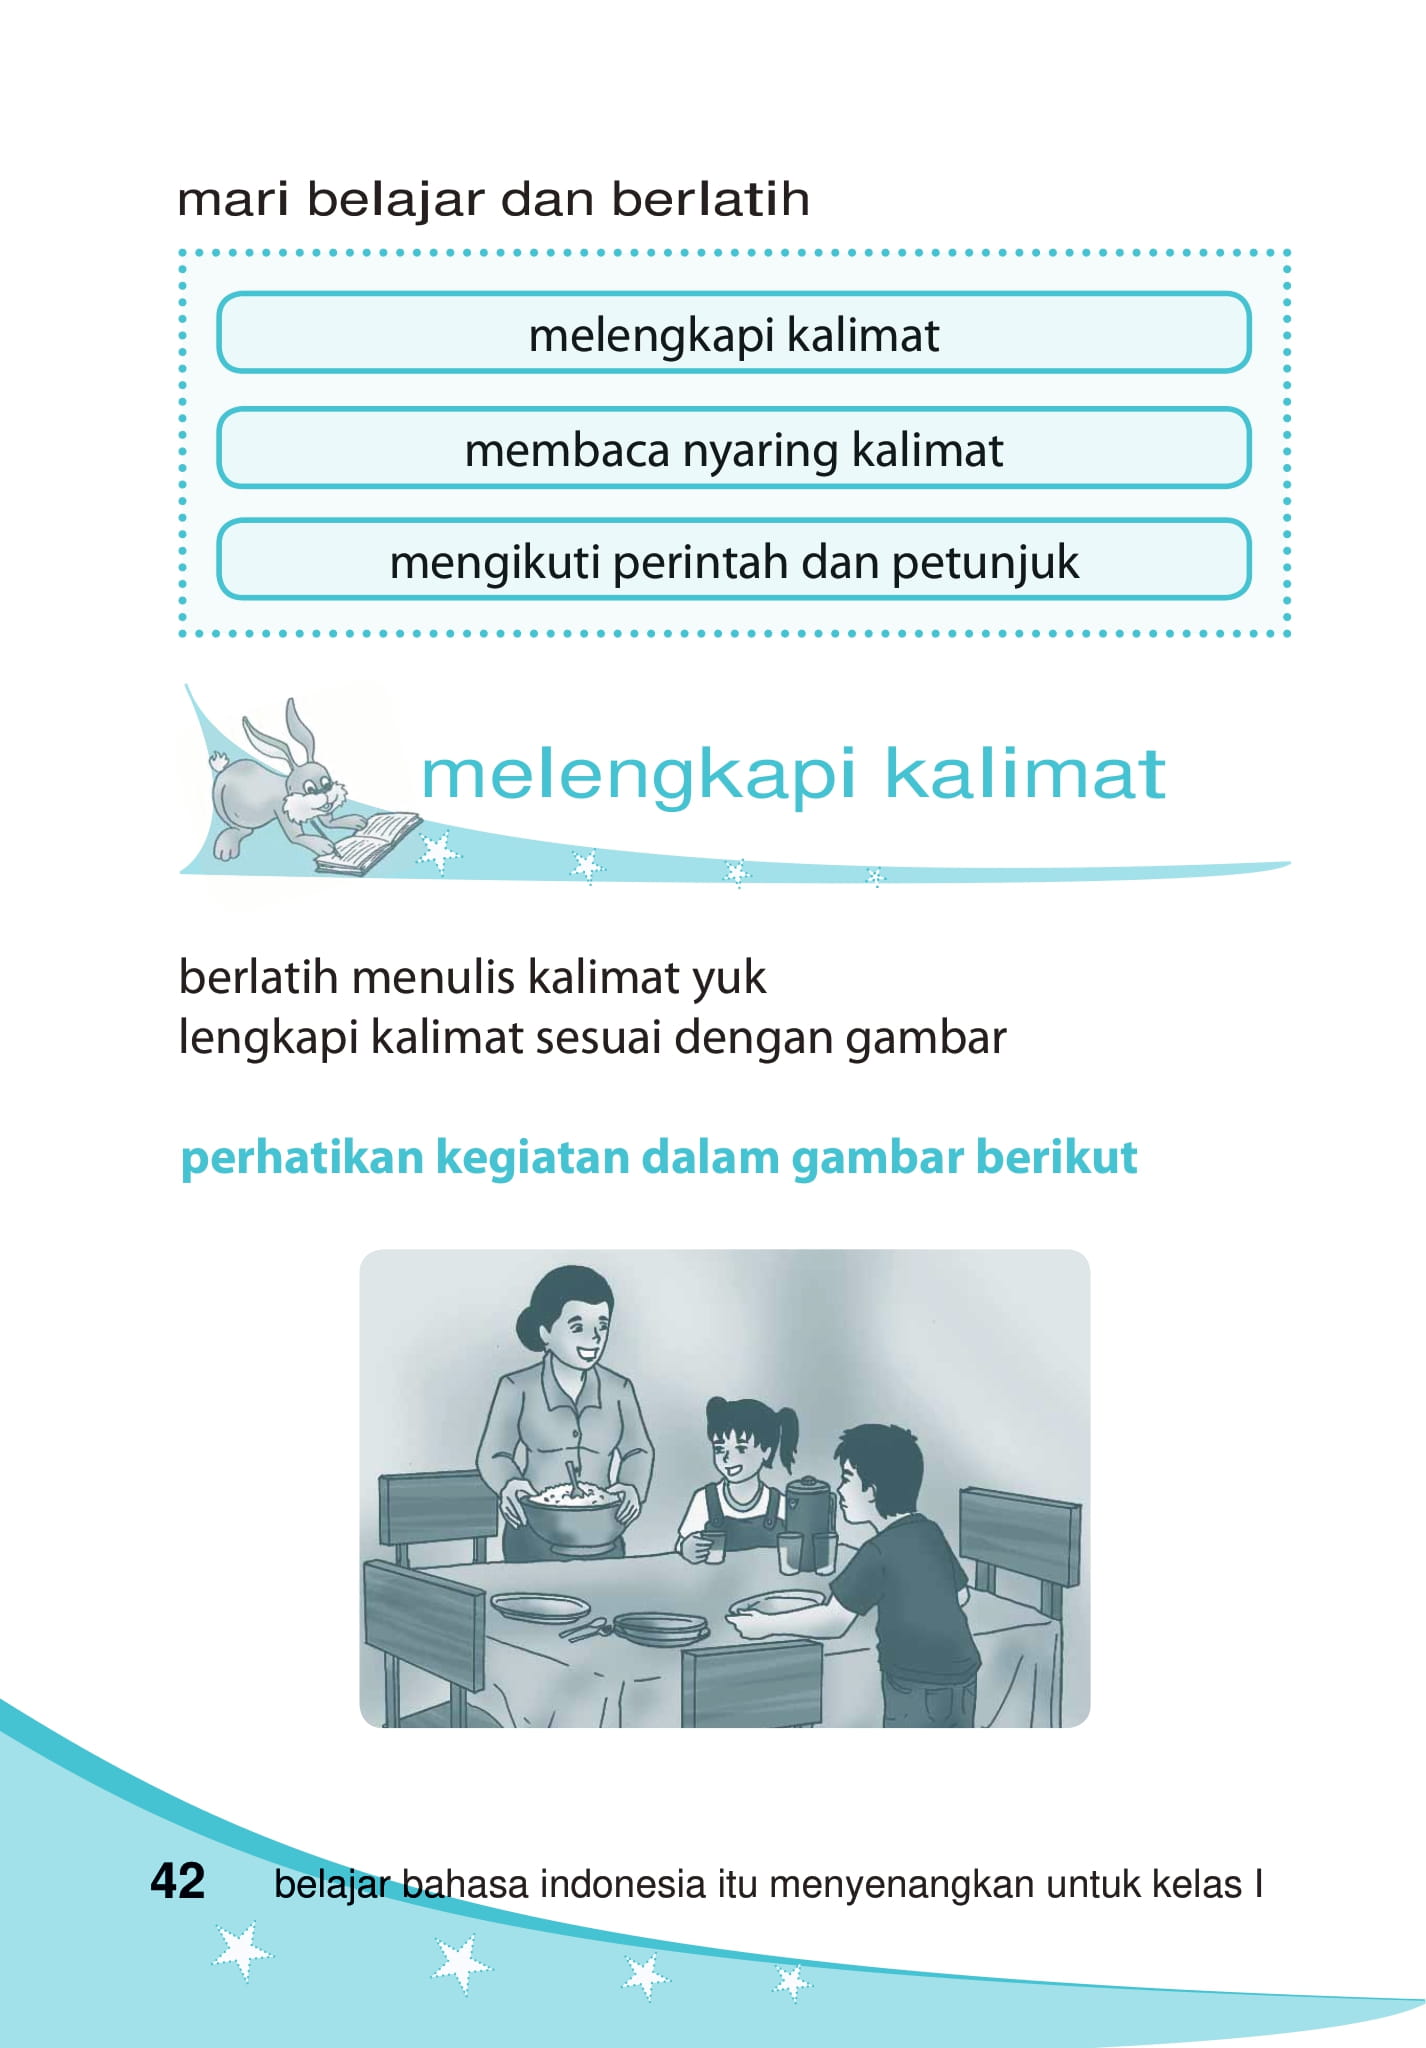 mari belajar dan berlatih
melengkapi kalimat
membaca nyaring kalimat
mengikuti perintah dan petunjuk
melengkapi kalimat
berlatih menulis kalimat yuk
lengkapi kalimat sesuai dengan gambar
perhatikan kegiatan dalam gambar berikut
42 belajar bahasa indonesia itu menyenangkan untuk kelas I